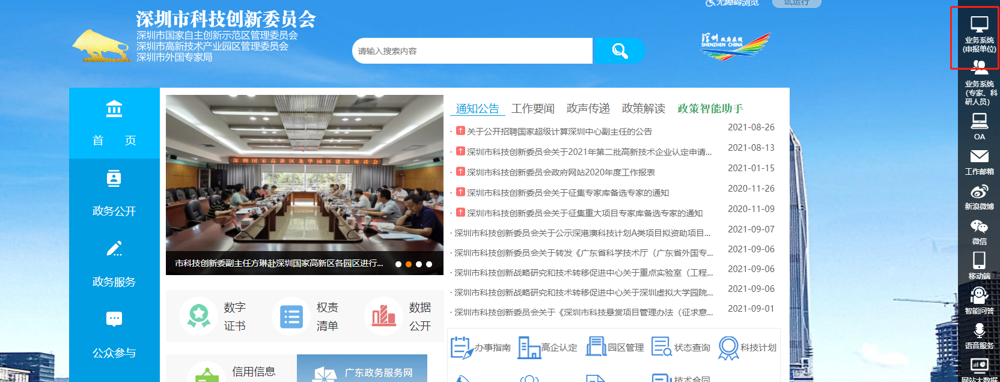 无障碍浏览
试运行
深圳市科技创新委员会
深圳市国家自主创新示范区管理委员会
深圳市高新技术产业园区管理委员会
深圳市外国专家局
请输入搜索内容
深圳 政府在线
SHENZHEN CHINA
首 页
政务公开
政务服务
公众参与
深圳国家高新区龙华园区建设座谈会
市科技创新委副主任方琳赴深圳国家高新区各园区进行...
通知公告 工作要闻 政声传递 政策解读 政策智能助手
· 关于公开招聘国家超级计算深圳中心副主任的公告 2021-08-26
· 深圳市科技创新委员会关于2021年第二批高新技术企业认定申请... 2021-08-13
· 深圳市科技创新委员会政府网站2020年度工作报表 2021-01-15
· 深圳市科技创新委员会关于征集专家库备选专家的通知 2020-11-26
· 深圳市科技创新委员会关于征集重大项目专家库备选专家的通知 2020-11-09
· 深圳市科技创新委员会关于公示深港澳科技计划A类项目拟资助项目... 2021-09-07
· 深圳市科技创新委员会关于转发《广东省科学技术厅（广东省外国专... 2021-09-06
· 深圳市科技创新战略研究和技术转移促进中心关于重点实验室（工程... 2021-09-06
· 深圳市科技创新战略研究和技术转移促进中心关于深圳虚拟大学园院... 2021-09-06
· 深圳市科技创新委员会关于《深圳市科技悬赏项目管理办法（征求意... 2021-09-01
数字
证书
权责
清单
数据
公开
信用信息
广东政务服务网
办事指南 高企认定 园区管理 状态查询 科技计划
技术合同
业务系统
(申报单位)
业务系统
(专家、科
研人员)
OA
工作邮箱
新浪微博
微信
移动端
智能问答
语音服务
网站大数据